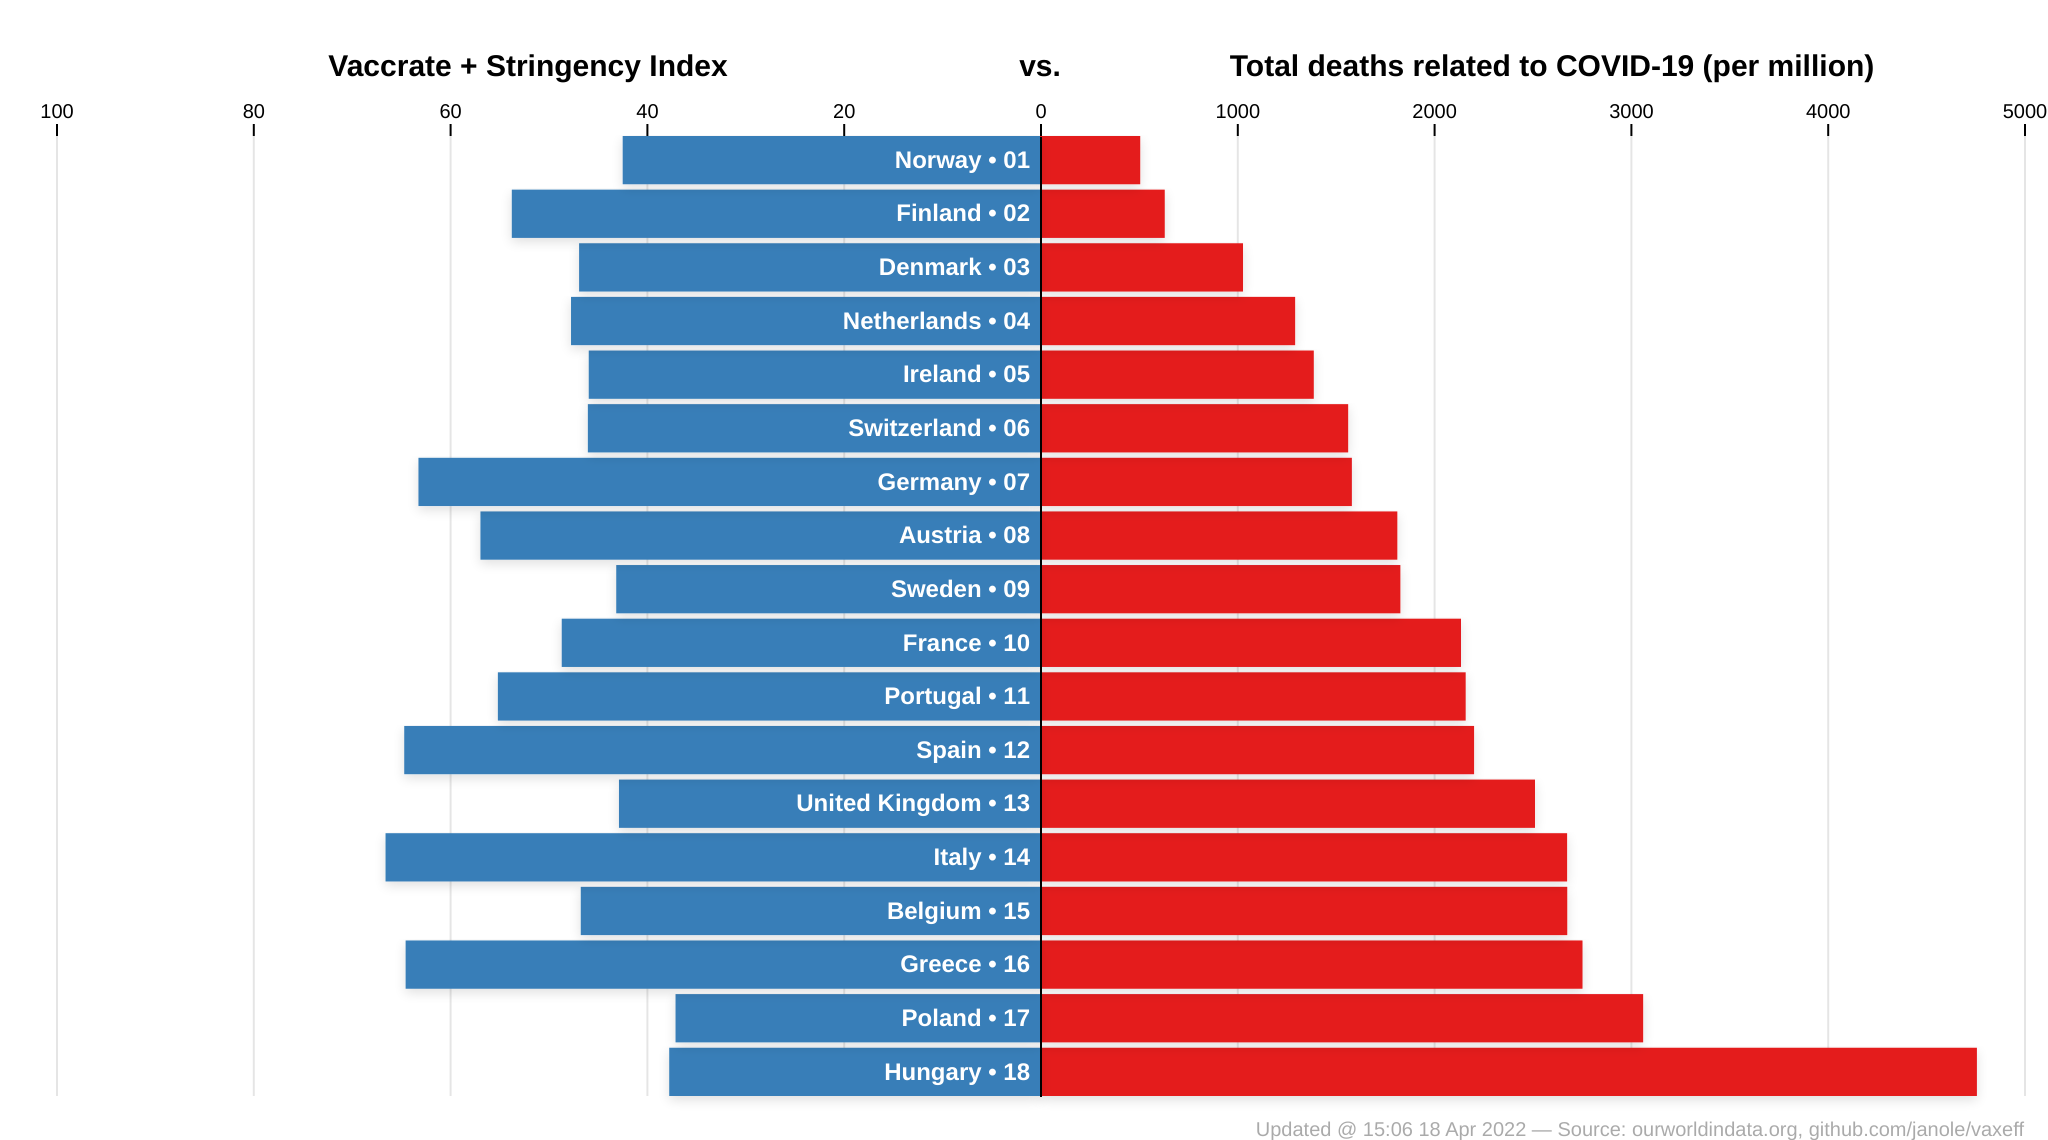 Vaccrate + Stringency Index vs. Total deaths related to COVID-19 (per million)
100 80 60 40 20 0 1000 2000 3000 4000 5000
Norway • 01
Finland • 02
Denmark • 03
Netherlands • 04
Ireland • 05
Switzerland • 06
Germany • 07
Austria • 08
Sweden • 09
France • 10
Portugal • 11
Spain • 12
United Kingdom • 13
Italy • 14
Belgium • 15
Greece • 16
Poland • 17
Hungary • 18
Updated @ 15:06 18 Apr 2022 — Source: ourworldindata.org, github.com/janole/vaxeff